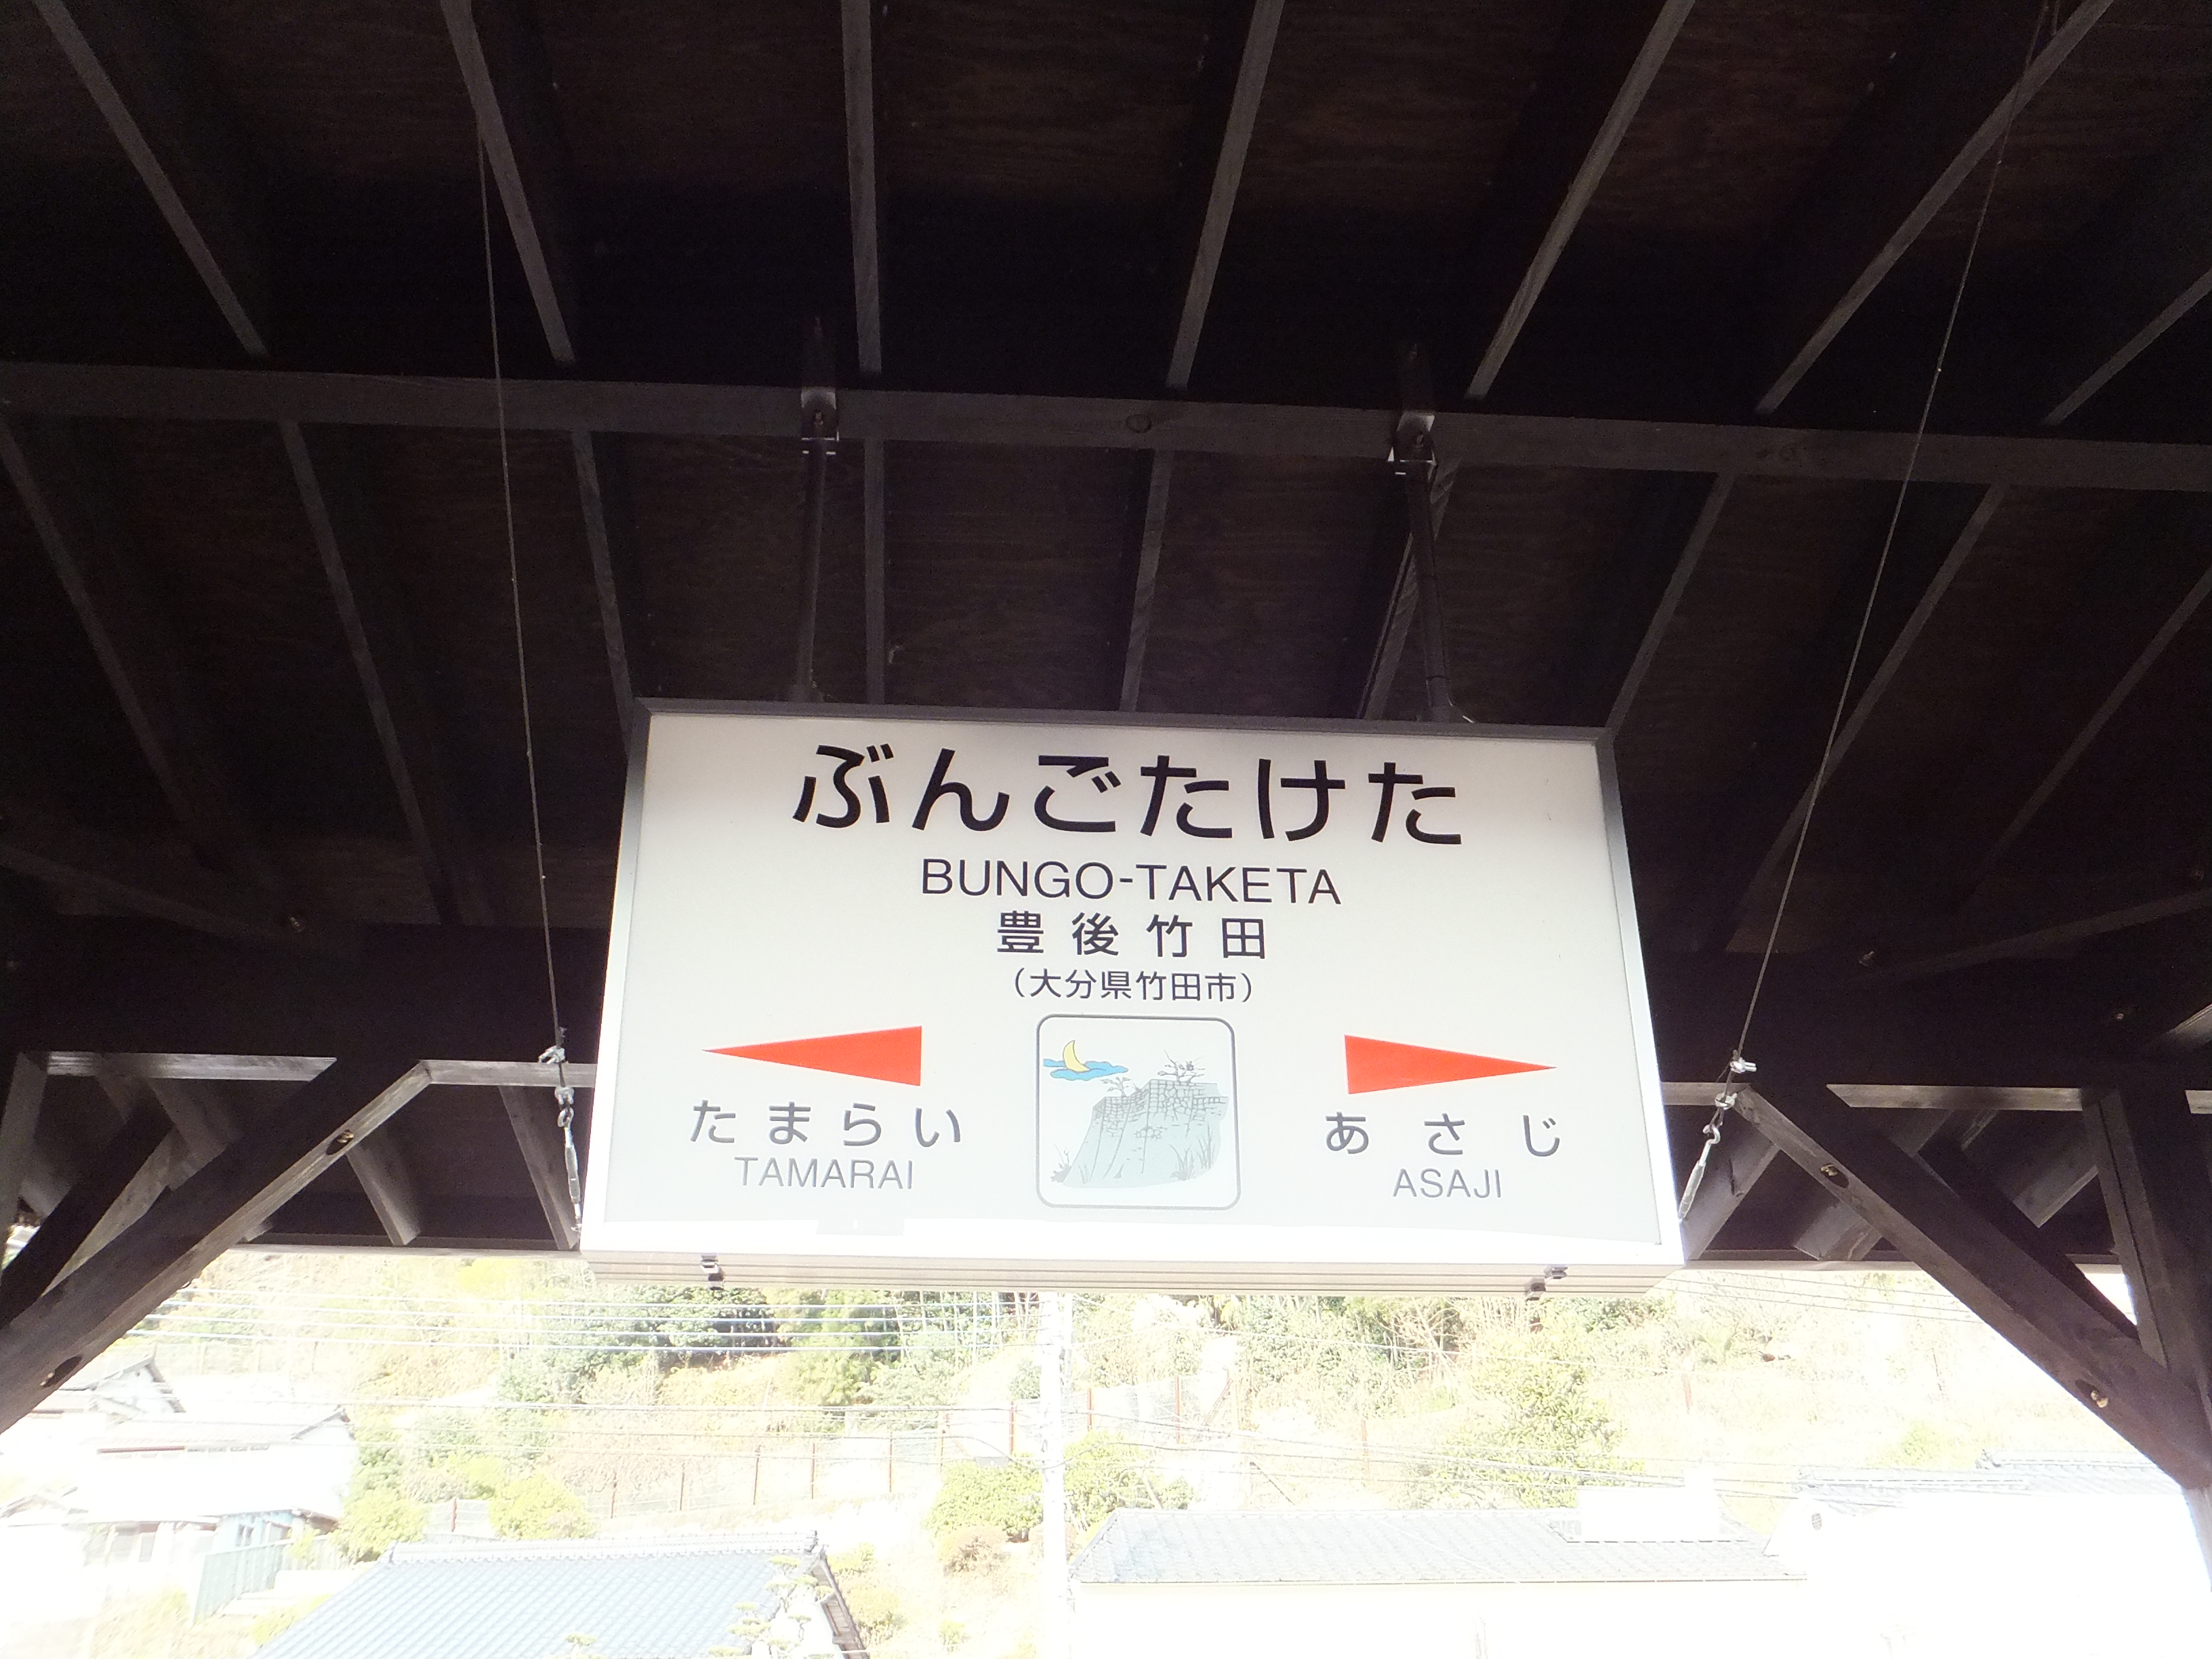 ぶんごたけた
BUNGO-TAKETA
豊後竹田
(大分県竹田市)
たまらい
TAMARAI
あさじ
ASAJI